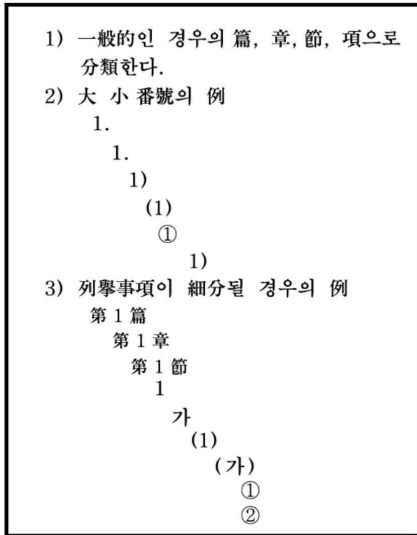 1) 一般的인 경우의 篇, 章, 節, 項으로
分類한다.
2) 大 小 番號의 例
1.
1.
1)
(1)
①
1)
3) 列擧事項이 細分될 경우의 例
第 1 篇
第 1 章
第 1 節
1
가
(1)
(가)
①
②